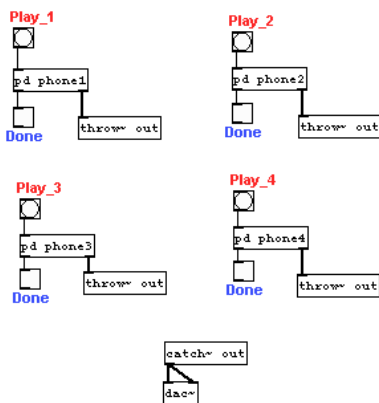 Play_1
pd phone1
Done
throw~ out
Play_2
pd phone2
Done
throw~ out
Play_3
pd phone3
Done
throw~ out
Play_4
pd phone4
Done
throw~ out
catch~ out
dac~